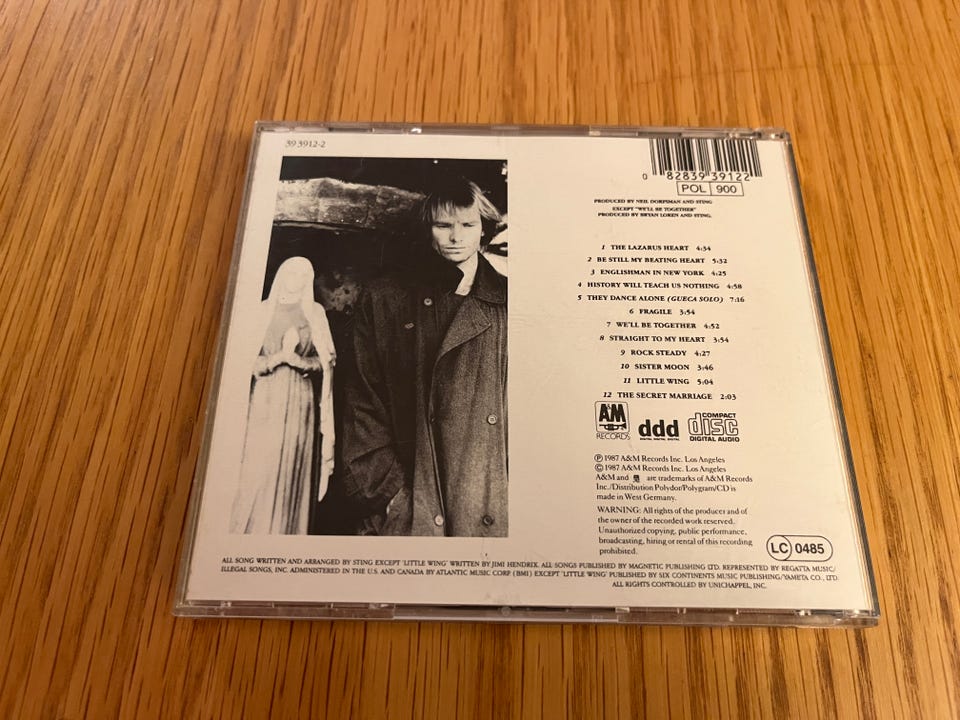 39 3912-2
0 82839 39122
POL 900
PRODUCED BY NEIL DORFSMAN AND STING
EXCEPT "WE'LL BE TOGETHER"
PRODUCED BY BRYAN LOREN AND STING.
1 THE LAZARUS HEART 4:34
2 BE STILL MY BEATING HEART 5:32
3 ENGLISHMAN IN NEW YORK 4:25
4 HISTORY WILL TEACH US NOTHING 4:58
5 THEY DANCE ALONE (GUECA SOLO) 7:16
6 FRAGILE 3:54
7 WE'LL BE TOGETHER 4:52
8 STRAIGHT TO MY HEART 3:54
9 ROCK STEADY 4:27
10 SISTER MOON 3:46
11 LITTLE WING 5:04
12 THE SECRET MARRIAGE 2:03
A&M RECORDS
ddd
DIGITAL DIGITAL DIGITAL
COMPACT disc DIGITAL AUDIO
Ⓟ 1987 A&M Records Inc. Los Angeles
© 1987 A&M Records Inc. Los Angeles
A&M and are trademarks of A&M Records
Inc./Distribution Polydor/Polygram/CD is
made in West Germany.
WARNING: All rights of the producer and of
the owner of the recorded work reserved.
Unauthorized copying, public performance,
broadcasting, hiring or rental of this recording
prohibited.
LC 0485
ALL SONG WRITTEN AND ARRANGED BY STING EXCEPT 'LITTLE WING' WRITTEN BY JIMI HENDRIX. ALL SONGS PUBLISHED BY MAGNETIC PUBLISHING LTD. REPRESENTED BY REGATTA MUSIC/
ILLEGAL SONGS, INC. ADMINISTERED IN THE U.S. AND CANADA BY ATLANTIC MUSIC CORP (BMI) EXCEPT 'LITTLE WING' PUBLISHED BY SIX CONTINENTS MUSIC PUBLISHING/YAMETA CO., LTD.
ALL RIGHTS CONTROLLED BY UNICHAPPEL, INC.